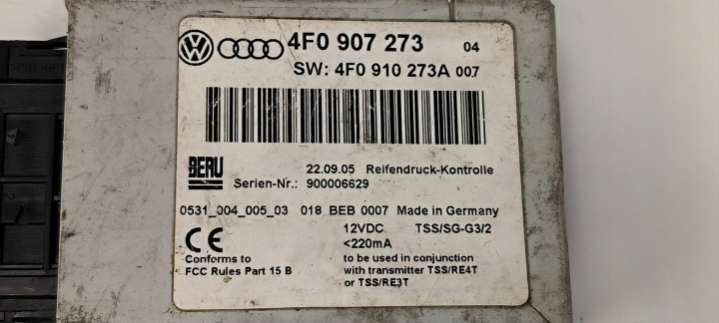 4F0 907 273 04
SW: 4F0 910 273A 007
BERU
22.09.05 Reifendruck-Kontrolle
Serien-Nr.: 900006629
0531_004_005_03 018 BEB 0007 Made in Germany
12VDC TSS/SG-G3/2
<220mA
CE
Conforms to
FCC Rules Part 15 B
to be used in conjunction
with transmitter TSS/RE4T
or TSS/RE3T